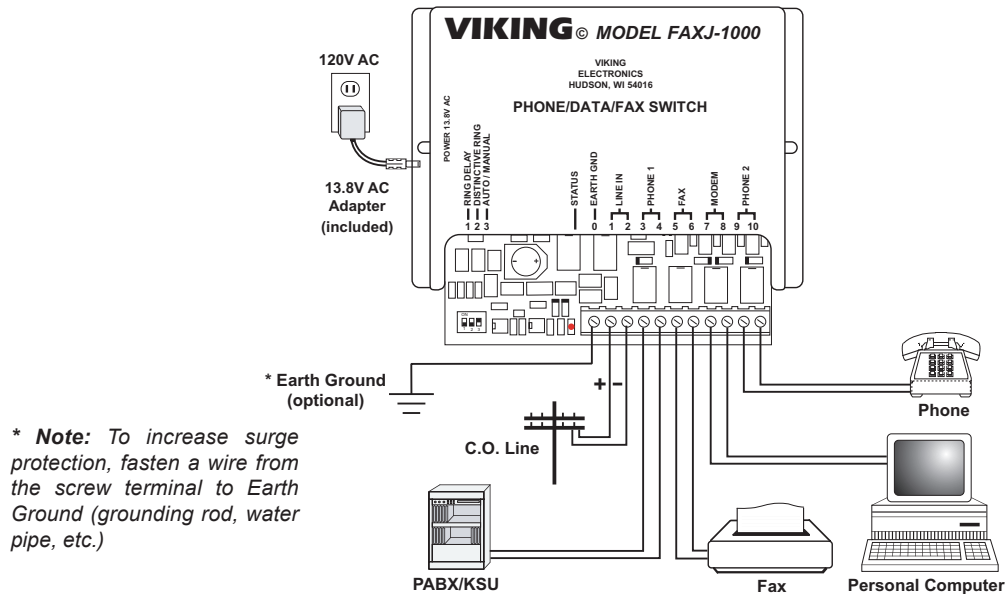 VIKING© MODEL FAXJ-1000
VIKING
ELECTRONICS
HUDSON, WI 54016
PHONE/DATA/FAX SWITCH
120V AC
13.8V AC
Adapter
(included)
POWER 13.8V AC
RING DELAY
DISTINCTIVE RING
AUTO / MANUAL
1 2 3
STATUS
EARTH GND
LINE IN
PHONE 1
FAX
MODEM
PHONE 2
0 1 2 3 4 5 6 7 8 9 10
ON
1 2 3
- +
* Earth Ground
(optional)
+ -
C.O. Line
* Note: To increase surge
protection, fasten a wire from
the screw terminal to Earth
Ground (grounding rod, water
pipe, etc.)
PABX/KSU
Fax
Phone
Personal Computer